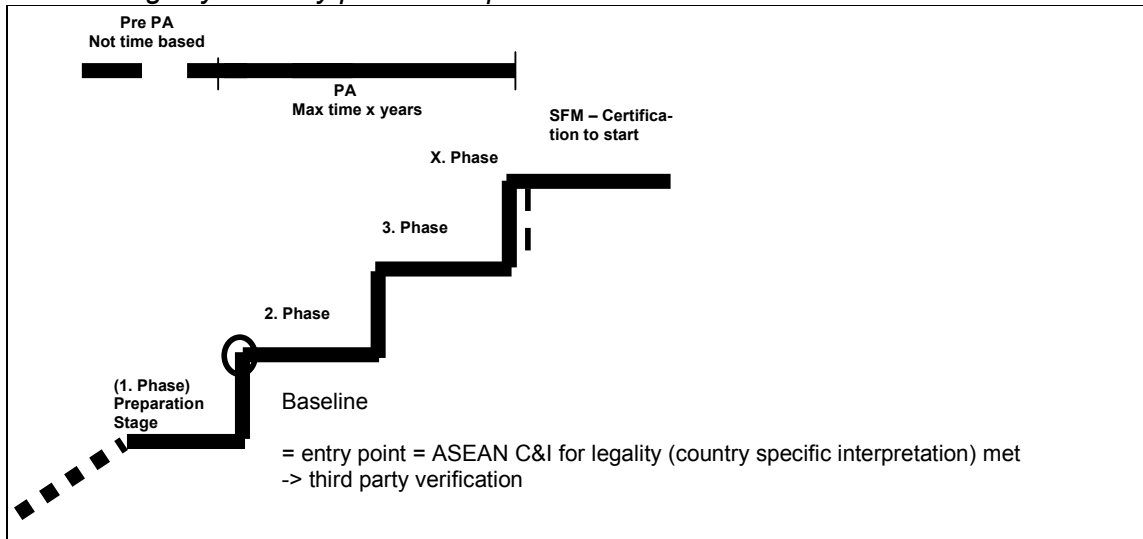 Pre PA
Not time based
PA
Max time x years
SFM – Certifica-
tion to start
X. Phase
3. Phase
2. Phase
(1. Phase)
Preparation
Stage
Baseline
= entry point = ASEAN C&I for legality (country specific interpretation) met
-> third party verification